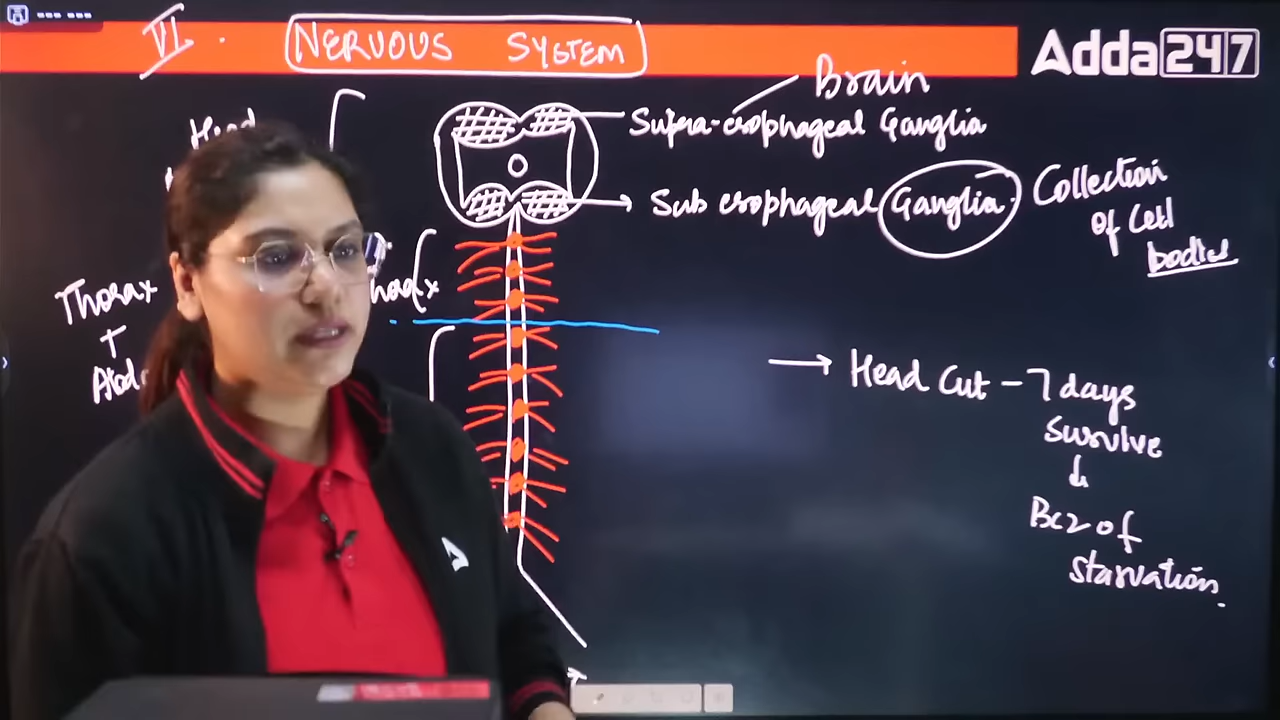 VI.
NERVOUS SYSTEM
Adda247
Brain
Head
Supra-esophageal Ganglia
Sub esophageal Ganglia.
Collection
of Cell
bodies
Thorax
+
Head Cut - 7 days
survive
Bcz of
starvation.